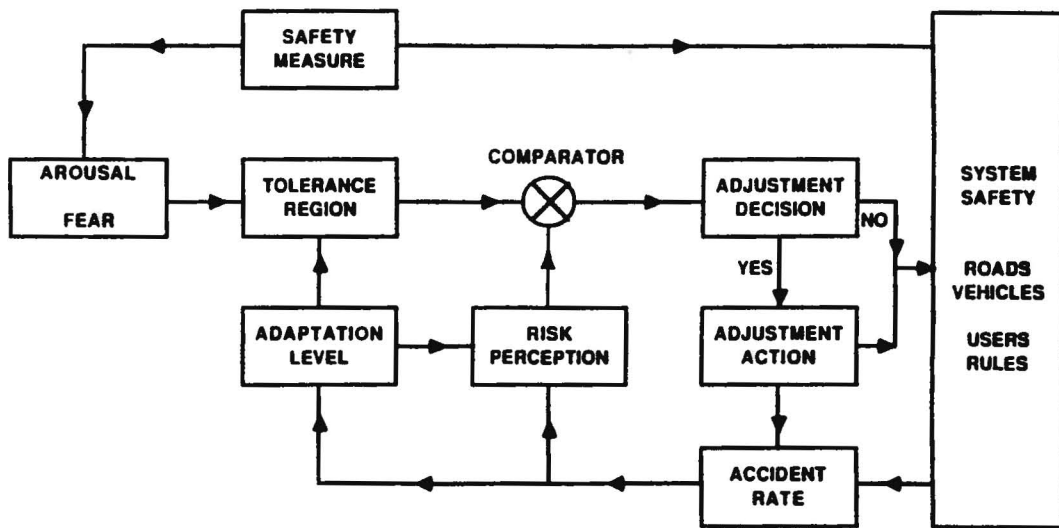 SAFETY
MEASURE
AROUSAL
FEAR
TOLERANCE
REGION
COMPARATOR
ADJUSTMENT
DECISION
NO
YES
ADAPTATION
LEVEL
RISK
PERCEPTION
ADJUSTMENT
ACTION
ACCIDENT
RATE
SYSTEM
SAFETY
ROADS
VEHICLES
USERS
RULES